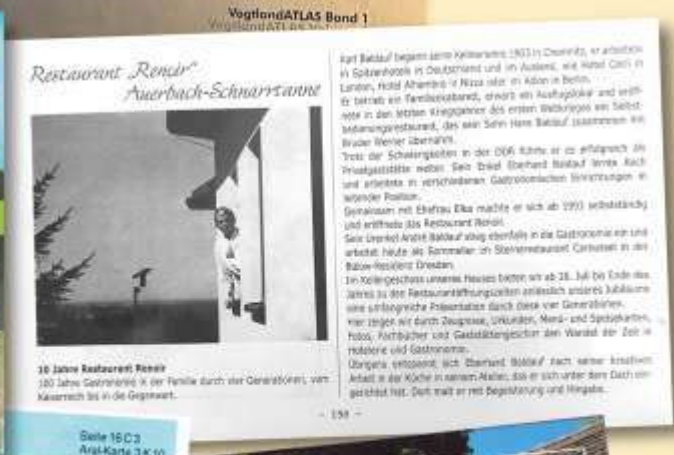 VogtlandATLAS Band 1
Restaurant „Renoir"
Auerbach-Schnarrtanne
10 Jahre Restaurant Renoir
100 Jahre Gastronomie in der Familie durch vier Generationen, vom
Kaiserreich bis in die Gegenwart.
Karl Baldauf begann seine Kellnerlehre 1903 in Chemnitz, er arbeitete
in Spitzenhotels in Deutschland und im Ausland, wie Hotel Cecil in
London, Hotel Alhambra in Nizza oder im Adlon in Berlin.
Er betrieb ein Familienkabarett, erwarb ein Ausflugslokal und eröff-
nete in den letzten Kriegsjahren des ersten Weltkrieges ein Selbst-
bedienungsrestaurant, das sein Sohn Hans Baldauf zusammen mit
Bruder Werner übernahm.
Trotz der Schwierigkeiten in der DDR führte er es erfolgreich als
Privatgaststätte weiter. Sein Enkel Eberhard Baldauf lernte Koch
und arbeitete in verschiedenen Gastronomischen Einrichtungen in
leitender Position.
Gemeinsam mit Ehefrau Elke machte er sich ab 1993 selbstständig
und eröffnete das Restaurant Renoir.
Sein Urenkel André Baldauf stieg ebenfalls in die Gastronomie ein und
arbeitet heute als Sommelier im Sternerestaurant Caroussel in der
Bülow-Residenz Dresden.
Im Kellergeschoss unseres Hauses bieten wir ab 26. Juli bis Ende des
Jahres zu den Restaurantöffnungszeiten anlässlich unseres Jubiläums
eine umfangreiche Präsentation durch diese vier Generationen.
Hier zeigen wir durch Zeugnisse, Urkunden, Menü- und Speisekarten,
Fotos, Fachbücher und Gaststättengeschirr den Wandel der Zeit in
Hotellerie und Gastronomie.
Übrigens entspannt sich Eberhard Baldauf nach seiner kreativen
Arbeit in der Küche in seinem Atelier, das er sich unter dem Dach ein-
gerichtet hat. Dort malt er mit Begeisterung und Hingabe.
- 150 -
Seite 16 C 3
Aral-Karte